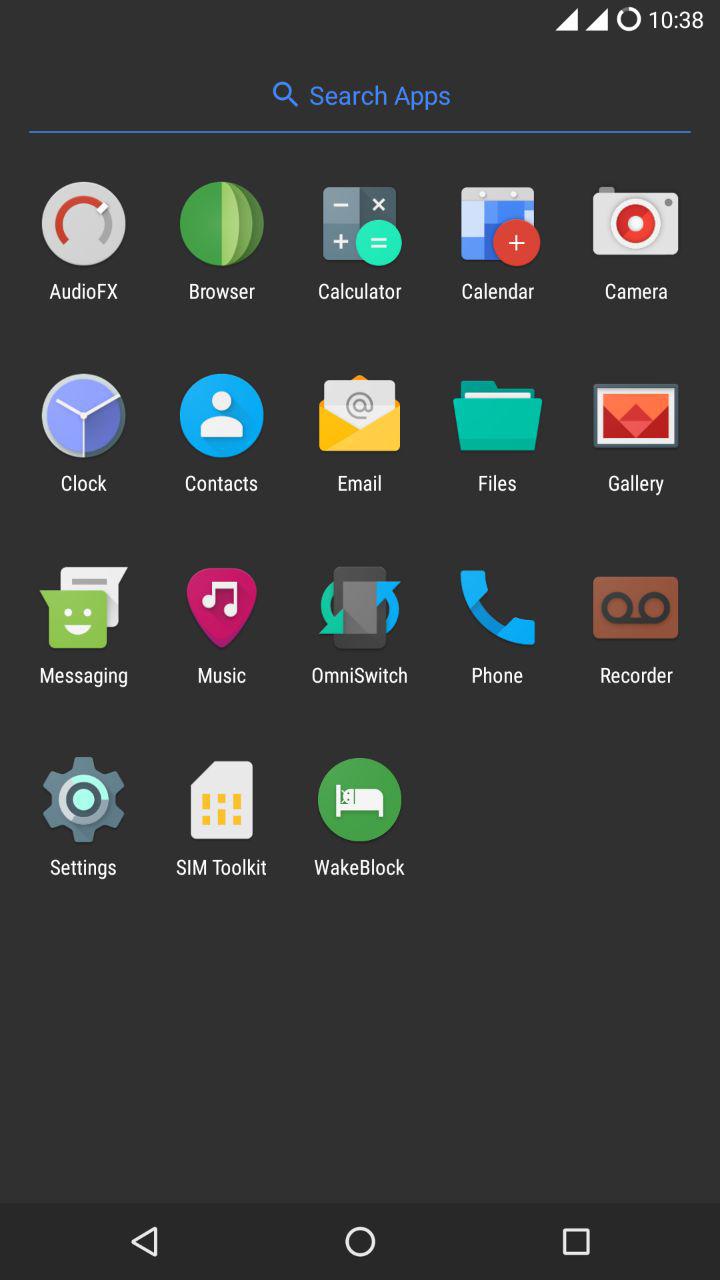 10:38
Search Apps
AudioFX Browser Calculator Calendar Camera
Clock Contacts Email Files Gallery
Messaging Music OmniSwitch Phone Recorder
Settings SIM Toolkit WakeBlock